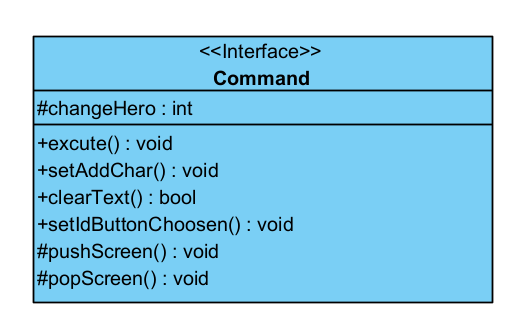 <<Interface>>
Command
#changeHero : int
+excute() : void
+setAddChar() : void
+clearText() : bool
+setIdButtonChoosen() : void
#pushScreen() : void
#popScreen() : void